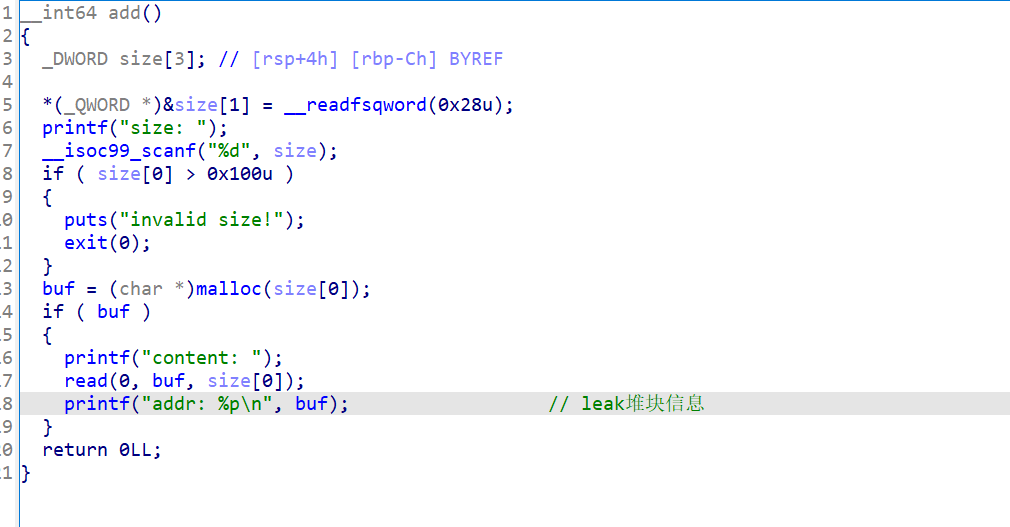 1 __int64 add()
2 {
3 _DWORD size[3]; // [rsp+4h] [rbp-Ch] BYREF
4
5 *(_QWORD *)&size[1] = __readfsqword(0x28u);
6 printf("size: ");
7 __isoc99_scanf("%d", size);
8 if ( size[0] > 0x100u )
9 {
0 puts("invalid size!");
1 exit(0);
2 }
3 buf = (char *)malloc(size[0]);
4 if ( buf )
5 {
6 printf("content: ");
7 read(0, buf, size[0]);
8 printf("addr: %p\n", buf); // leak堆块信息
9 }
0 return 0LL;
1 }